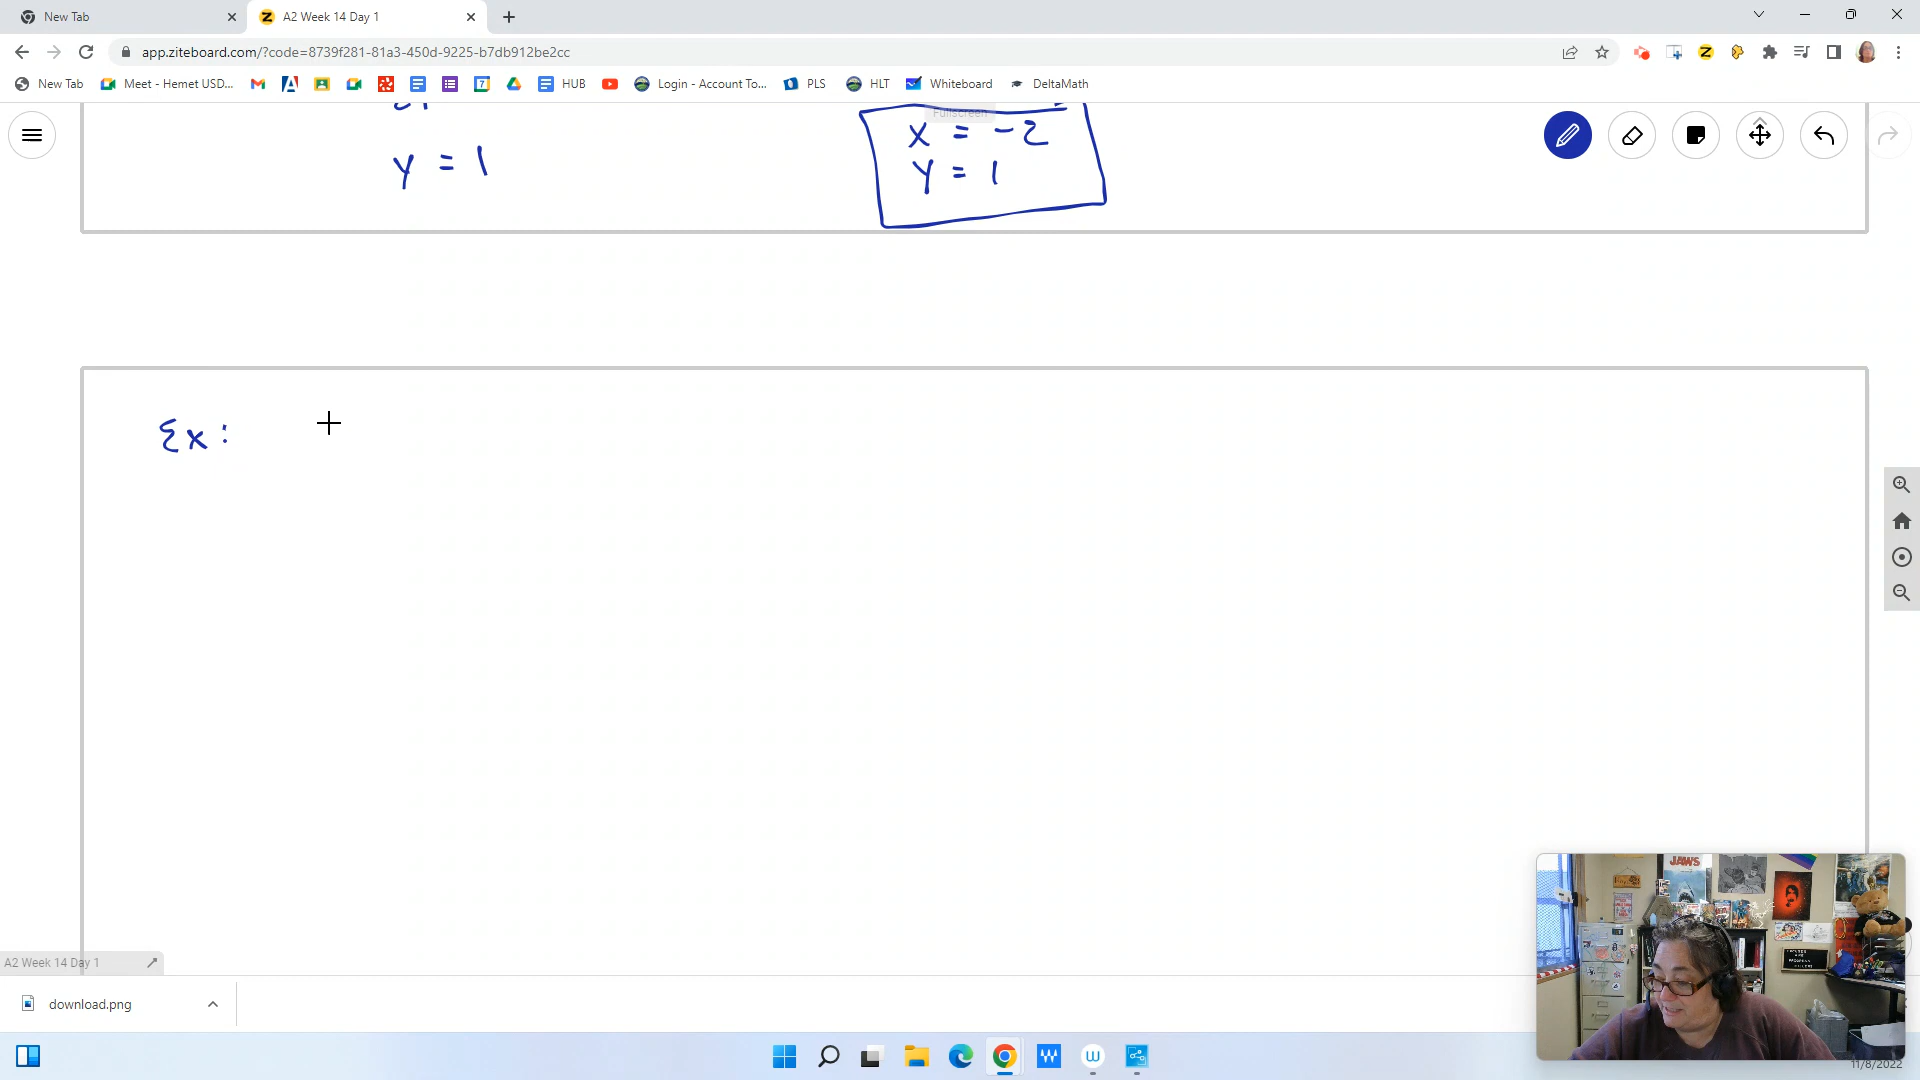 New Tab
A2 Week 14 Day 1
app.ziteboard.com/?code=8739f281-81a3-450d-9225-b7db912be2cc
New Tab
Meet - Hemet USD...
HUB
Login - Account To...
PLS
HLT
Whiteboard
DeltaMath
Fullscreen
y = 1
x = -2
y = 1
Ex:
A2 Week 14 Day 1
download.png
JAWS
11/8/2022